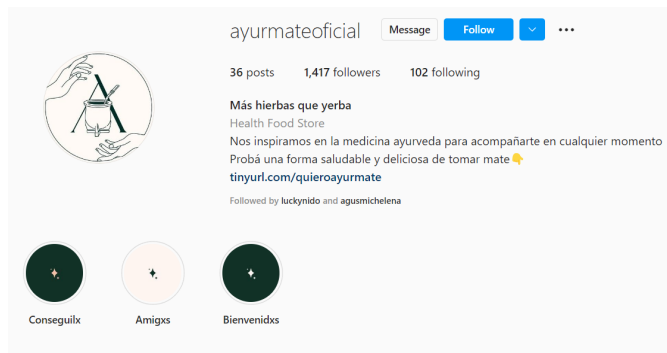 ayurmateoficial Message Follow
36 posts 1,417 followers 102 following
Más hierbas que yerba
Health Food Store
Nos inspiramos en la medicina ayurveda para acompañarte en cualquier momento
Probá una forma saludable y deliciosa de tomar mate👇
tinyurl.com/quieroayurmate
Followed by luckynido and agusmichelena
Conseguilx Amigxs Bienvenidxs